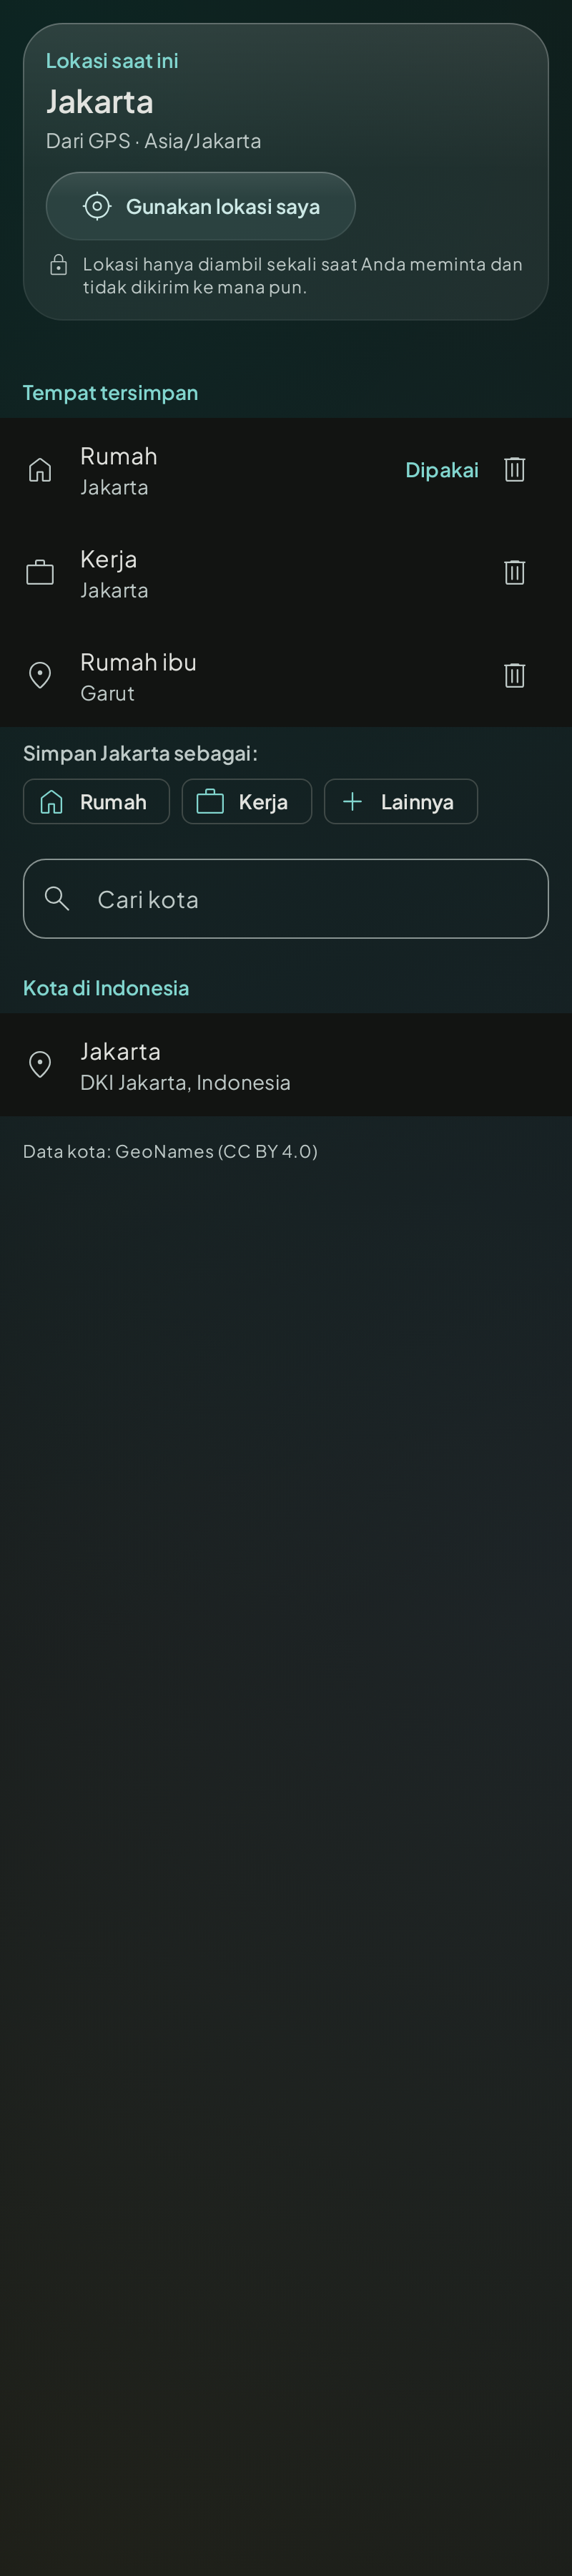 Lokasi saat ini
Jakarta
Dari GPS · Asia/Jakarta
Gunakan lokasi saya
Lokasi hanya diambil sekali saat Anda meminta dan
tidak dikirim ke mana pun.
Tempat tersimpan
Rumah
Jakarta
Dipakai
Kerja
Jakarta
Rumah ibu
Garut
Simpan Jakarta sebagai:
Rumah
Kerja
Lainnya
Cari kota
Kota di Indonesia
Jakarta
DKI Jakarta, Indonesia
Data kota: GeoNames (CC BY 4.0)